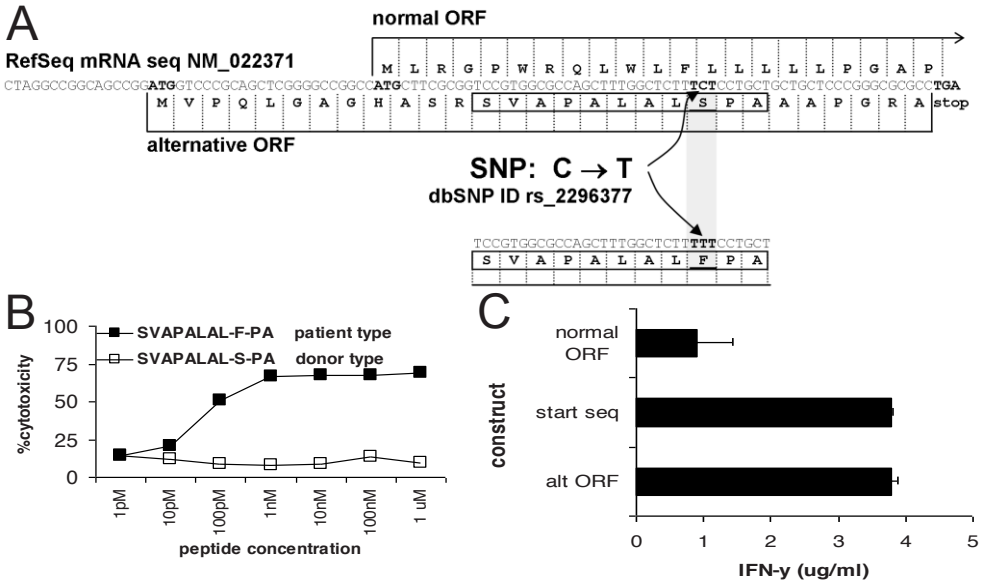 A
normal ORF
RefSeq mRNA seq NM_022371
M L R G P W R Q L W L F L L L L L P G A P
CTAGGCCGGCAGCCGGATGGTCCCGCAGCTCGGGGCCGGCCATGCTTCGCGGTCCGTGGCGCCAGCTTTGGCTCTTTCTCCTGCTGCTGCTCCCGGGCGCGCCTGA
M V P Q L G A G H A S R S V A P A L A L S P A A A P G R A stop
alternative ORF
SNP: C → T
dbSNP ID rs_2296377
TCCGTGGCGCCAGCTTTGGCTCTTTTTCCTGCT
S V A P A L A L F P A
B
100
75
50
25
0
%cytotoxicity
SVAPALAL-F-PA patient type
SVAPALAL-S-PA donor type
1pM
10pM
100pM
1nM
10nM
100nM
1 uM
peptide concentration
C
construct
normal ORF
start seq
alt ORF
0 1 2 3 4 5
IFN-y (ug/ml)